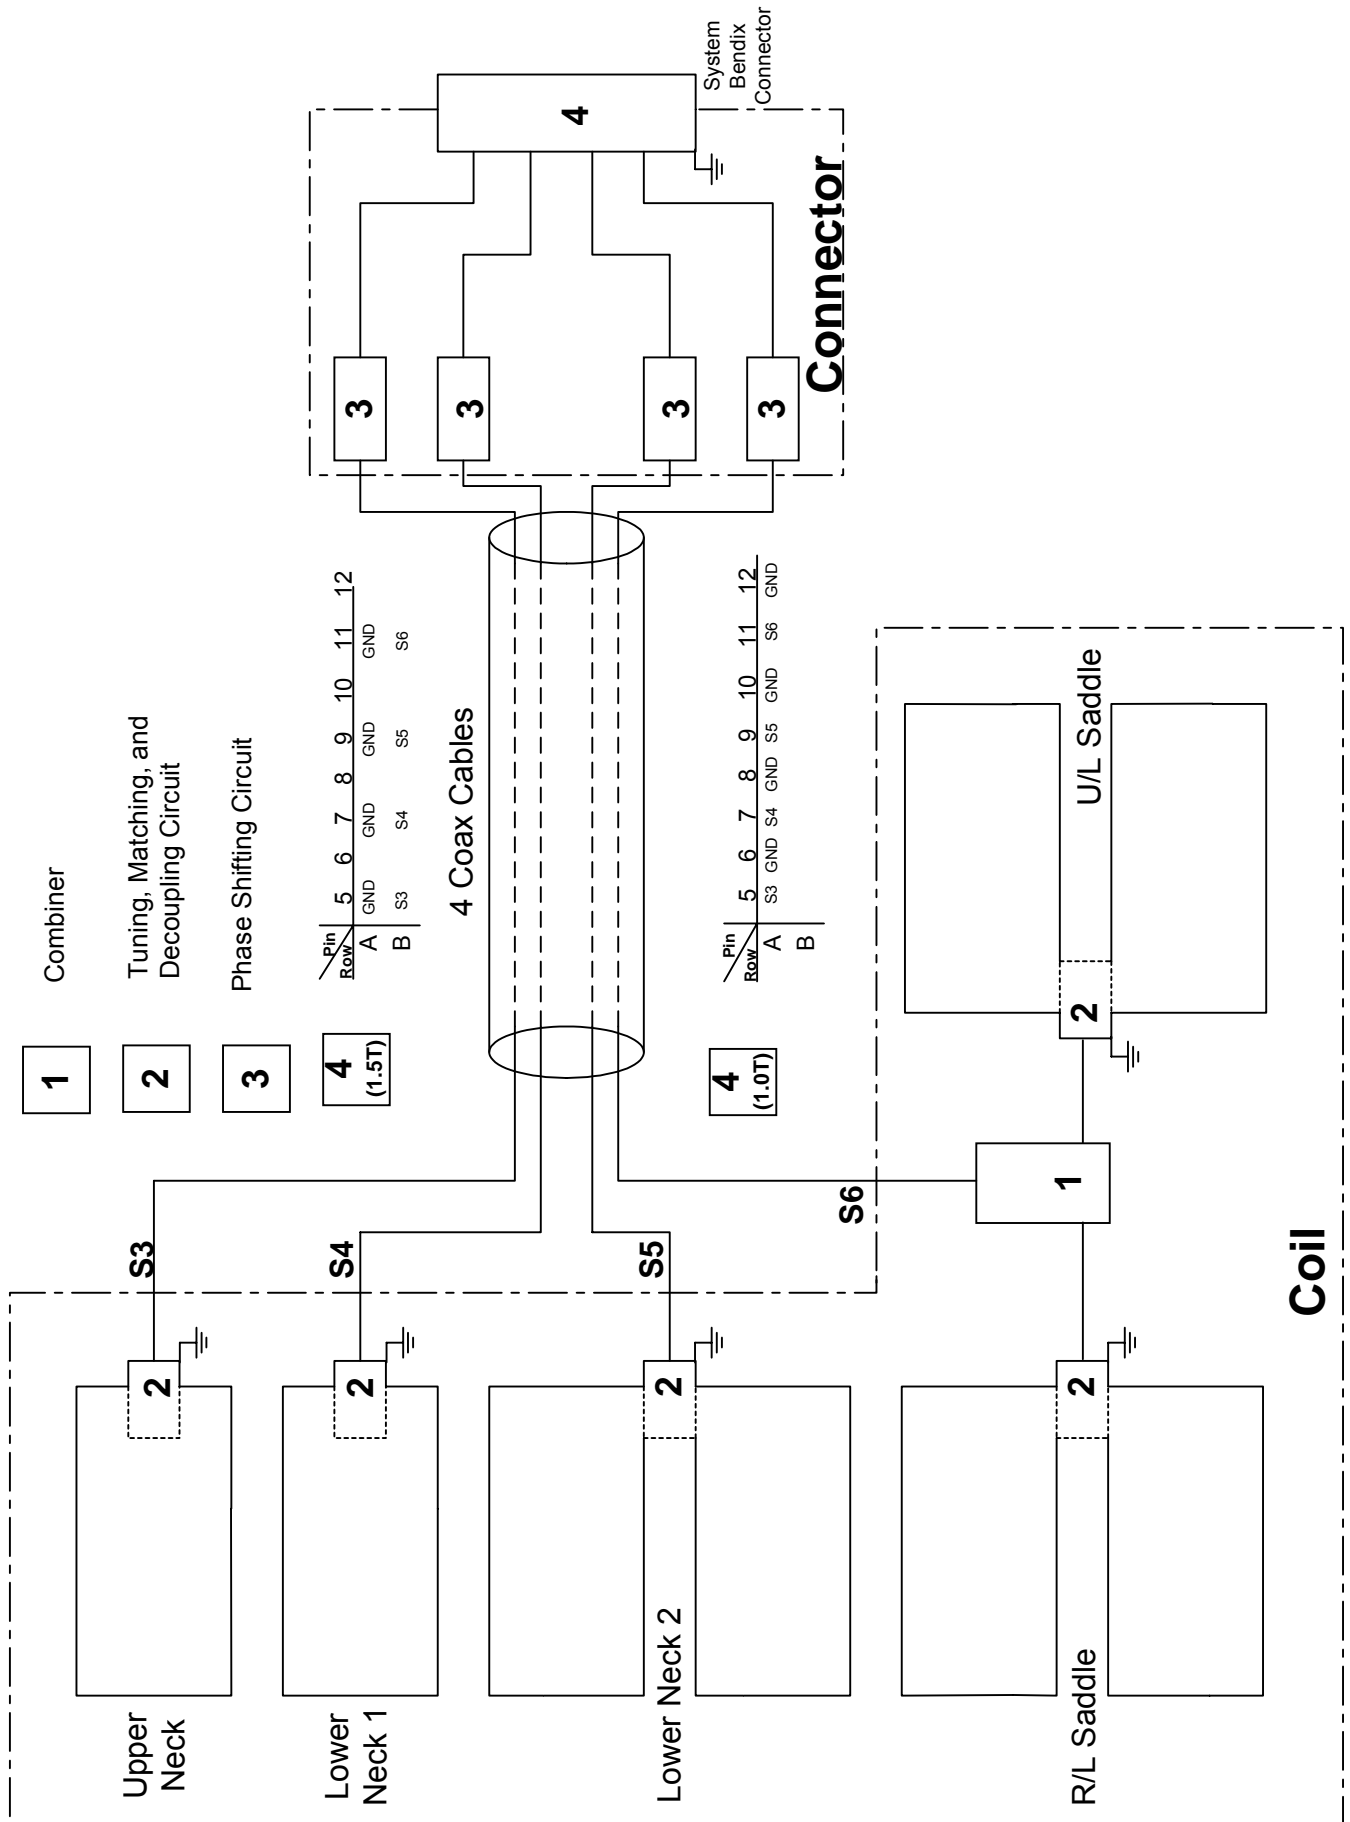 1
Combiner
2
Tuning, Matching, and
Decoupling Circuit
3
Phase Shifting Circuit
4
(1.5T)
Pin
Row
5 6 7 8 9 10 11 12
A GND GND GND GND
B S3 S4 S5 S6
4 Coax Cables
4
(1.0T)
Pin
Row
5 6 7 8 9 10 11 12
A S3 GND S4 GND S5 GND S6 GND
B
Upper
Neck
2
S3
Lower
Neck 1
2
S4
Lower Neck 2
2
S5
R/L Saddle
2
1
S6
2
U/L Saddle
Coil
3
3
3
3
4
System
Bendix
Connector
Connector